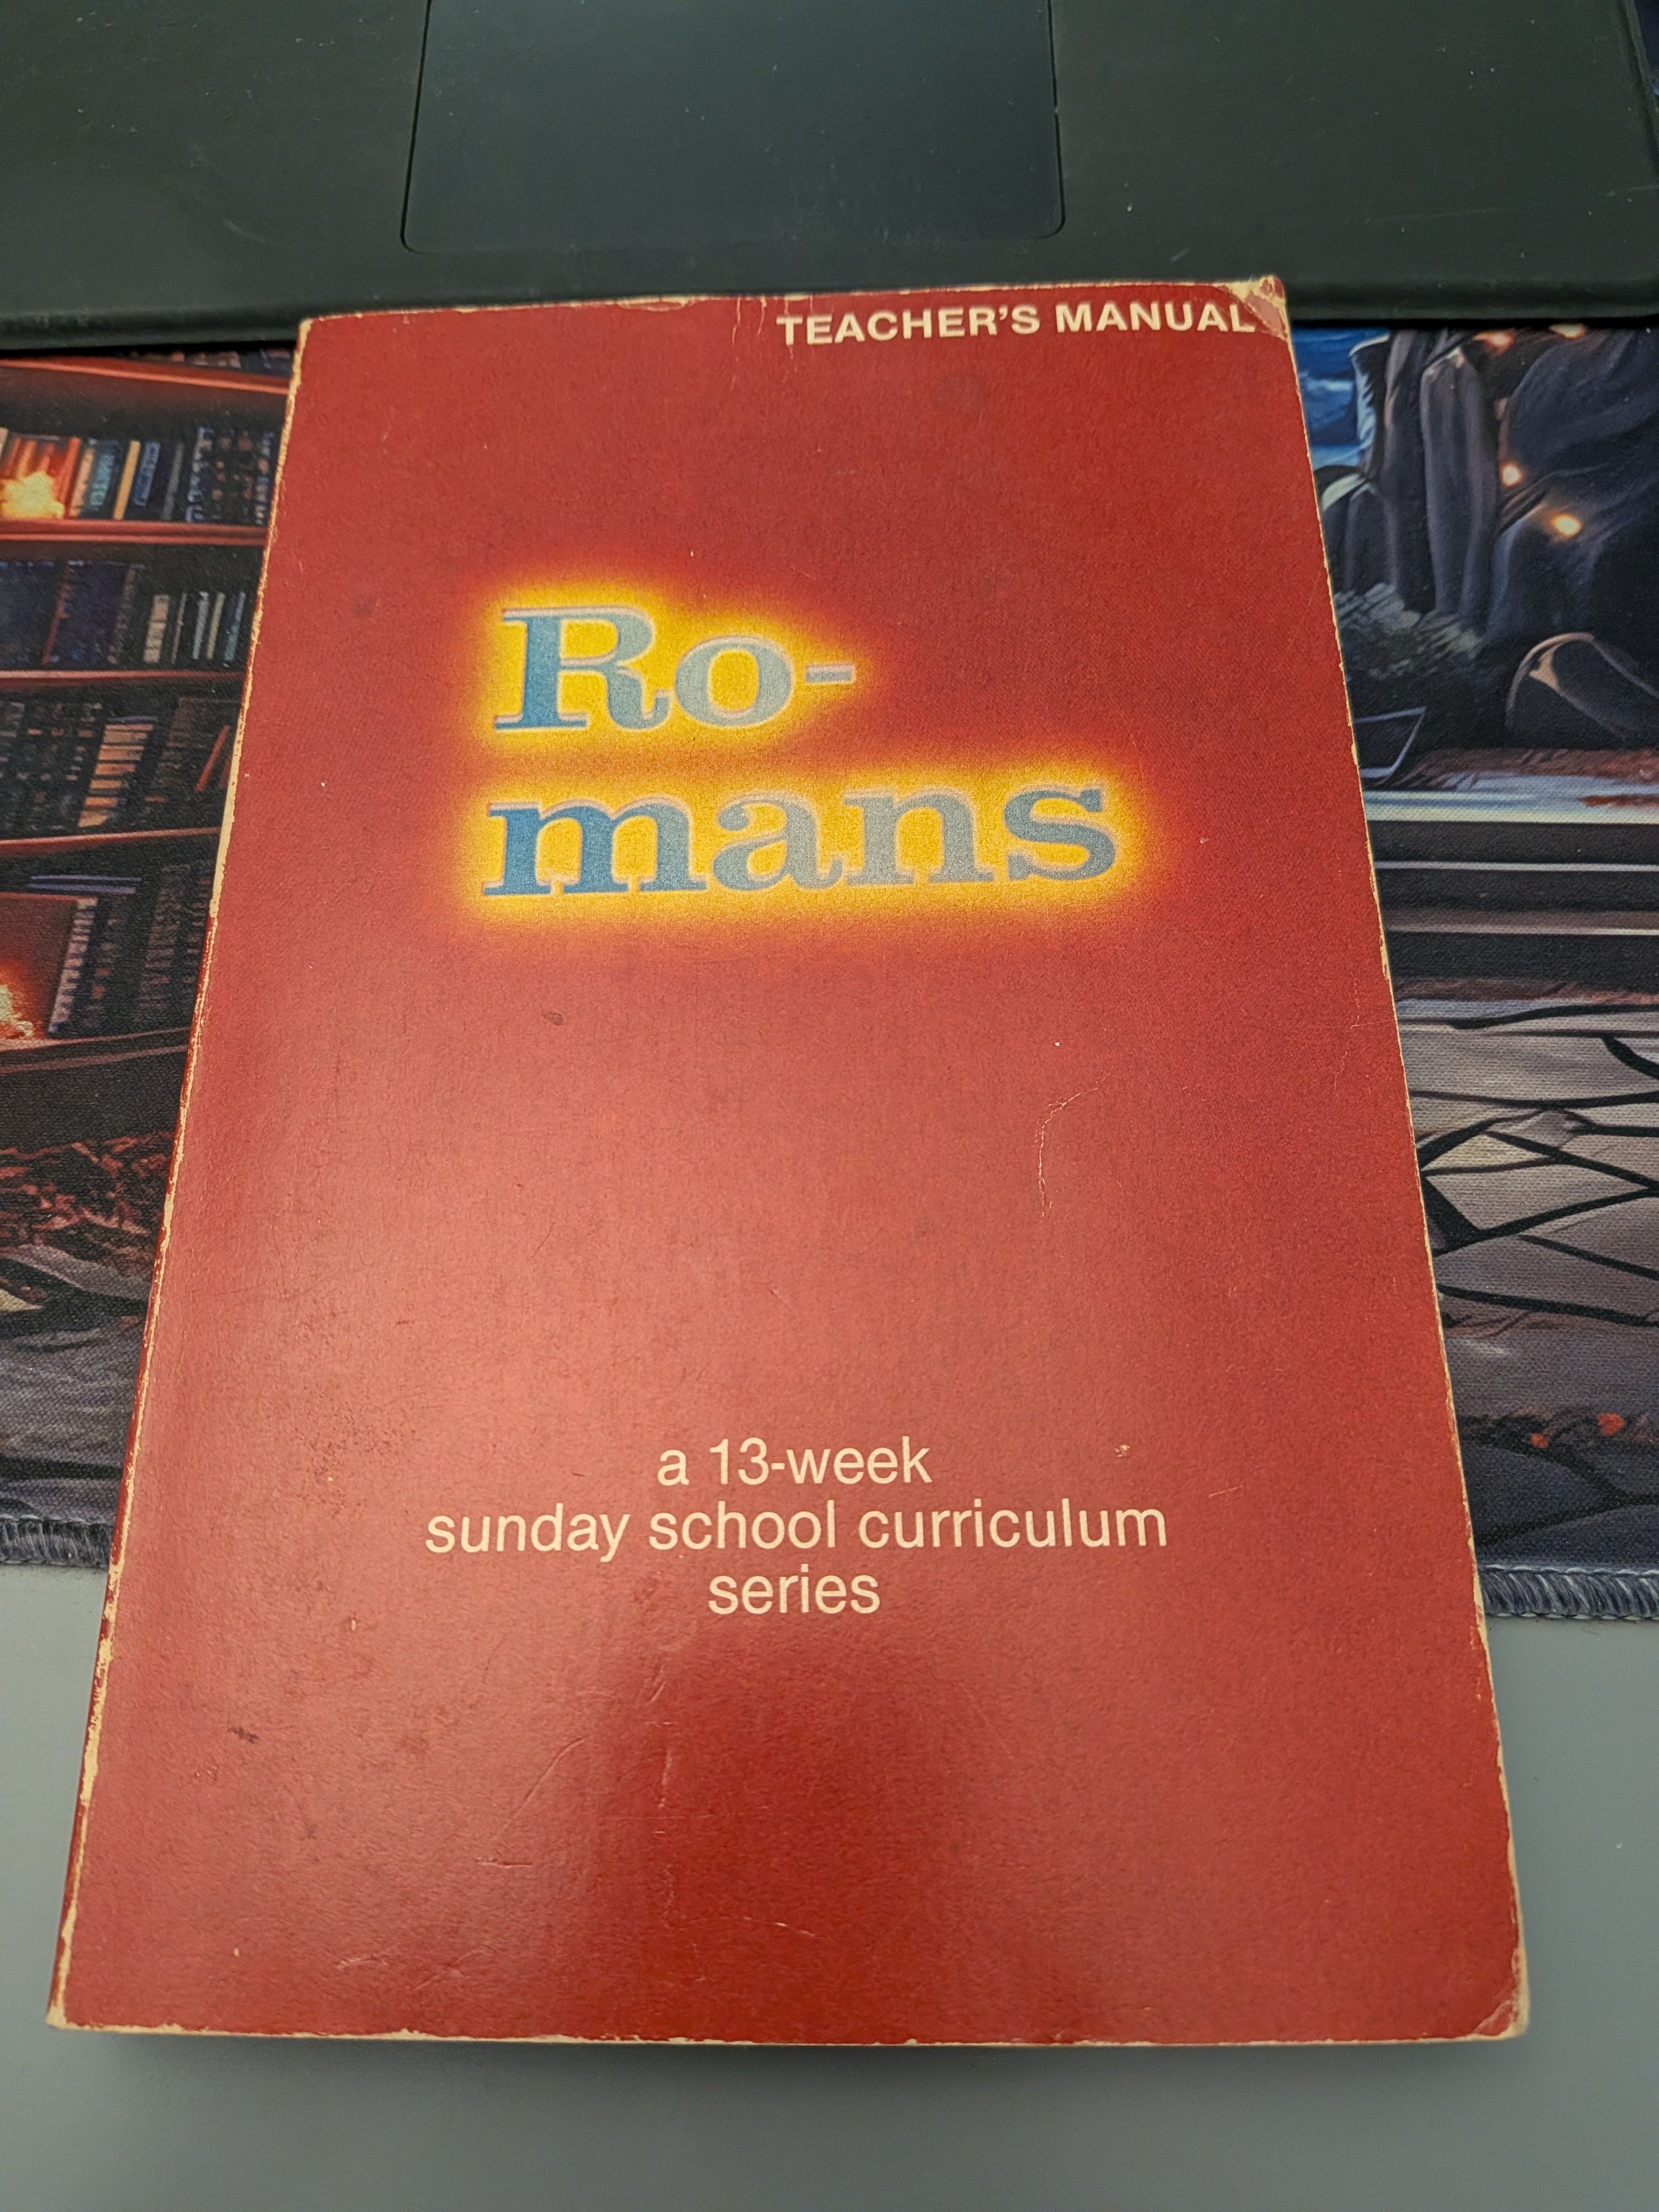 TEACHER'S MANUAL
Ro-
mans
a 13-week
sunday school curriculum
series